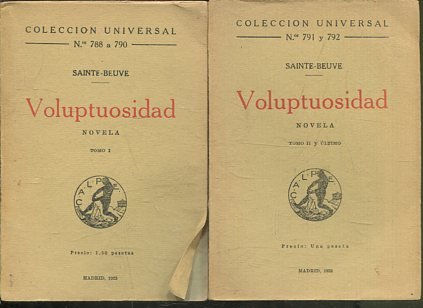 COLECCION UNIVERSAL
N.os 788 a 790
SAINTE-BEUVE
Voluptuosidad
NOVELA
TOMO I
CALPE
Precio: 1,50 pesetas
MADRID, 1923
COLECCION UNIVERSAL
N.os 791 y 792
SAINTE-BEUVE
Voluptuosidad
NOVELA
TOMO II y ÚLTIMO
CALPE
Precio: Una peseta
MADRID, 1923